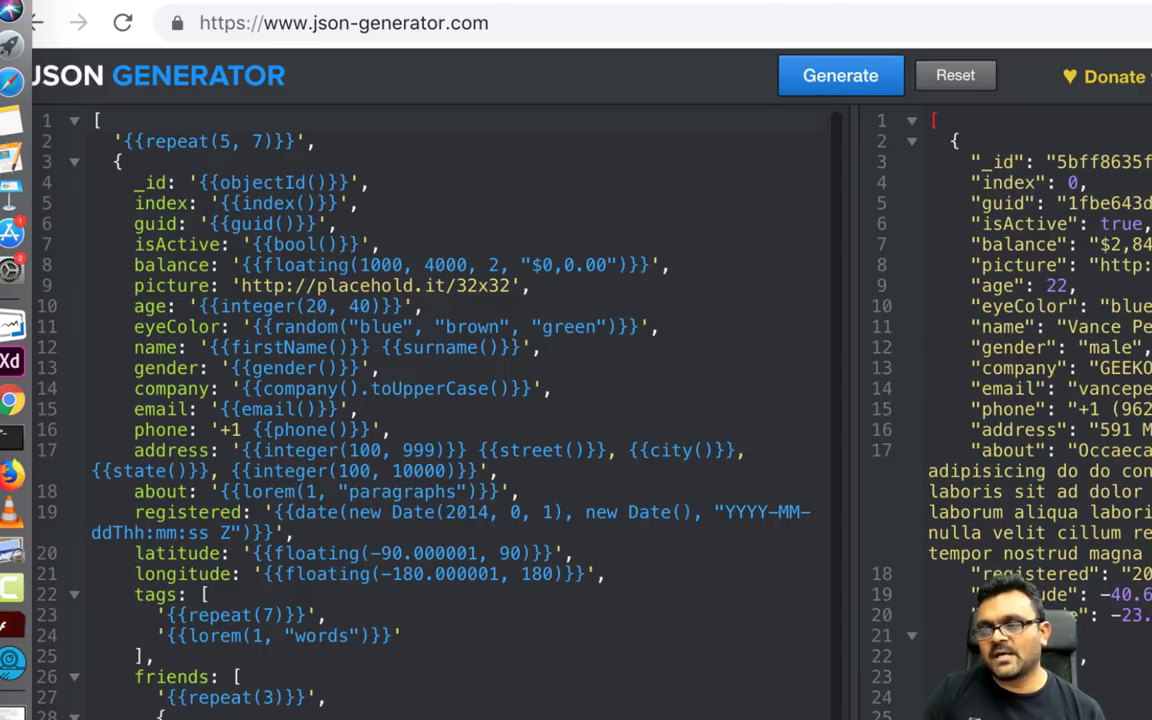 https://www.json-generator.com
JSON GENERATOR
Generate
Reset
♥ Donate
1 [
2 '{{repeat(5, 7)}}',
3 {
4 _id: '{{objectId()}}',
5 index: '{{index()}}',
6 guid: '{{guid()}}',
7 isActive: '{{bool()}}',
8 balance: '{{floating(1000, 4000, 2, "$0,0.00")}}',
9 picture: 'http://placehold.it/32x32',
10 age: '{{integer(20, 40)}}',
11 eyeColor: '{{random("blue", "brown", "green")}}',
12 name: '{{firstName()}} {{surname()}}',
13 gender: '{{gender()}}',
14 company: '{{company().toUpperCase()}}',
15 email: '{{email()}}',
16 phone: '+1 {{phone()}}',
17 address: '{{integer(100, 999)}} {{street()}}, {{city()}},
{{state()}}, {{integer(100, 10000)}}',
18 about: '{{lorem(1, "paragraphs")}}',
19 registered: '{{date(new Date(2014, 0, 1), new Date(), "YYYY-MM-
ddThh:mm:ss Z")}}',
20 latitude: '{{floating(-90.000001, 90)}}',
21 longitude: '{{floating(-180.000001, 180)}}',
22 tags: [
23 '{{repeat(7)}}',
24 '{{lorem(1, "words")}}'
25 ],
26 friends: [
27 '{{repeat(3)}}',
28 {
1 [
2 {
3 "_id": "5bff8635f
4 "index": 0,
5 "guid": "1fbe643d
6 "isActive": true,
7 "balance": "$2,84
8 "picture": "http:
9 "age": 22,
10 "eyeColor": "blue
11 "name": "Vance Pe
12 "gender": "male",
13 "company": "GEEKO
14 "email": "vancepe
15 "phone": "+1 (962
16 "address": "591 M
17 "about": "Occaeca
adipisicing do do con
laboris sit ad dolor
laborum aliqua labori
nulla velit cillum re
tempor nostrud magna
18 "registered": "20
19 ude": -40.6
20 -23.
21
22 ,
23
24
25
Xd
1
2